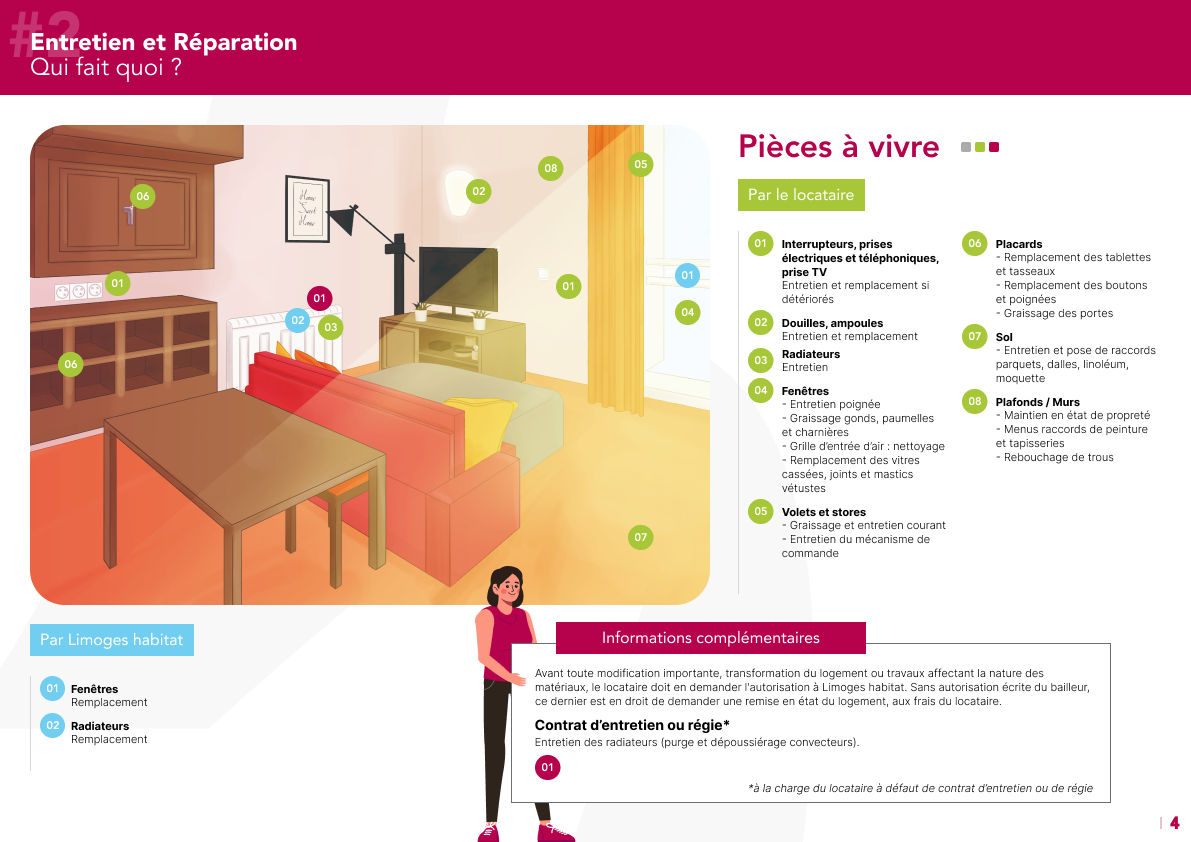 #2
Entretien et Réparation
Qui fait quoi ?
06
01
06
Home
Sweet
Home
02
08
05
01
01
04
01
02
03
07
Pièces à vivre
Par le locataire
01 Interrupteurs, prises
électriques et téléphoniques,
prise TV
Entretien et remplacement si
détériorés
02 Douilles, ampoules
Entretien et remplacement
03 Radiateurs
Entretien
04 Fenêtres
- Entretien poignée
- Graissage gonds, paumelles
et charnières
- Grille d'entrée d'air : nettoyage
- Remplacement des vitres
cassées, joints et mastics
vétustes
05 Volets et stores
- Graissage et entretien courant
- Entretien du mécanisme de
commande
06 Placards
- Remplacement des tablettes
et tasseaux
- Remplacement des boutons
et poignées
- Graissage des portes
07 Sol
- Entretien et pose de raccords
parquets, dalles, linoléum,
moquette
08 Plafonds / Murs
- Maintien en état de propreté
- Menus raccords de peinture
et tapisseries
- Rebouchage de trous
Par Limoges habitat
01 Fenêtres
Remplacement
02 Radiateurs
Remplacement
Informations complémentaires
Avant toute modification importante, transformation du logement ou travaux affectant la nature des
matériaux, le locataire doit en demander l'autorisation à Limoges habitat. Sans autorisation écrite du bailleur,
ce dernier est en droit de demander une remise en état du logement, aux frais du locataire.
Contrat d'entretien ou régie*
Entretien des radiateurs (purge et dépoussiérage convecteurs).
01
*à la charge du locataire à défaut de contrat d'entretien ou de régie
4